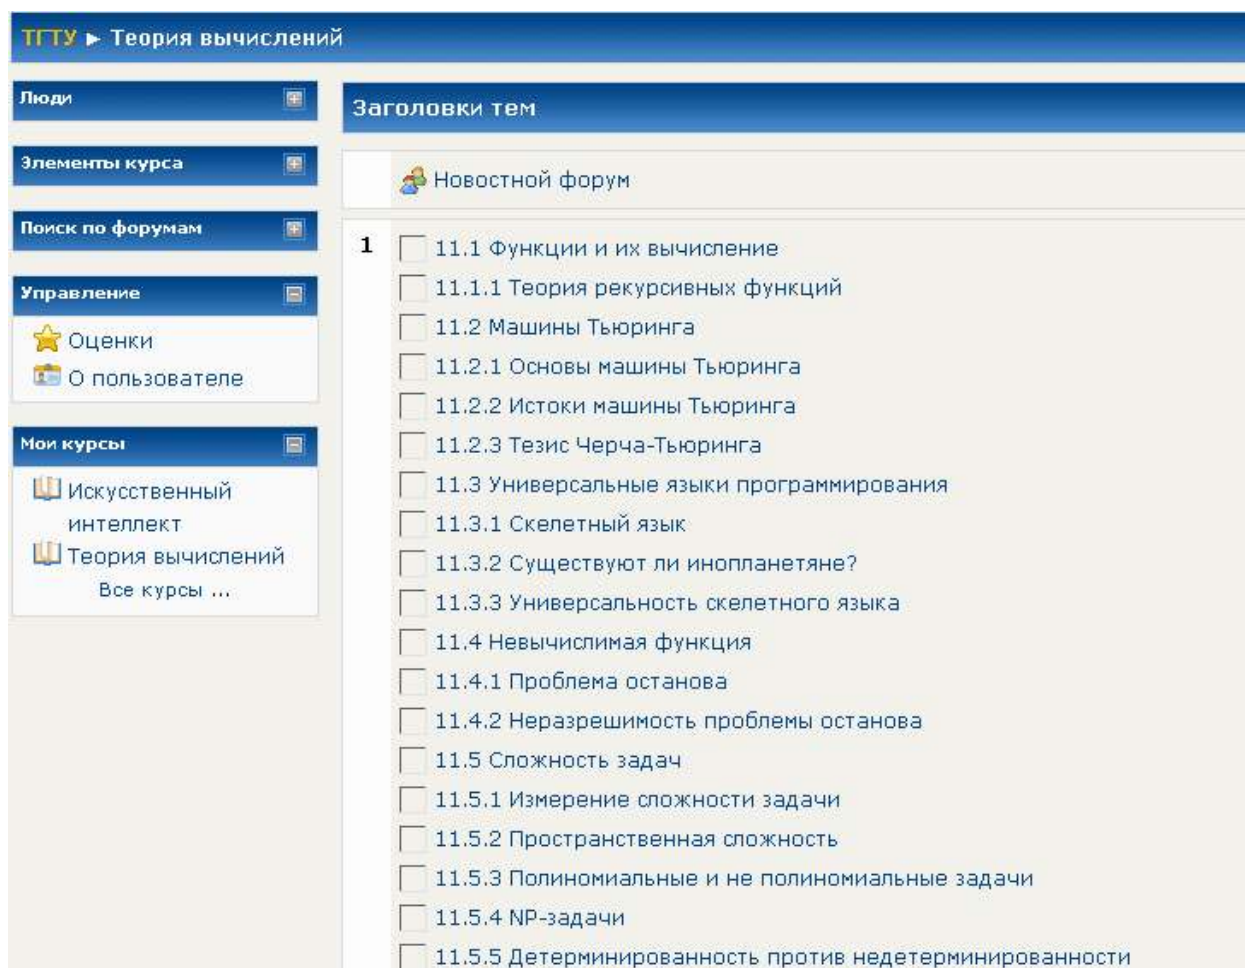 ТГТУ ► Теория вычислений
Люди
Элементы курса
Поиск по форумам
Управление
Оценки
О пользователе
Мои курсы
Искусственный
интеллект
Теория вычислений
Все курсы ...
Заголовки тем
Новостной форум
1 11.1 Функции и их вычисление
11.1.1 Теория рекурсивных функций
11.2 Машины Тьюринга
11.2.1 Основы машины Тьюринга
11.2.2 Истоки машины Тьюринга
11.2.3 Тезис Черча-Тьюринга
11.3 Универсальные языки программирования
11.3.1 Скелетный язык
11.3.2 Существуют ли инопланетяне?
11.3.3 Универсальность скелетного языка
11.4 Невычислимая функция
11.4.1 Проблема останова
11.4.2 Неразрешимость проблемы останова
11.5 Сложность задач
11.5.1 Измерение сложности задачи
11.5.2 Пространственная сложность
11.5.3 Полиномиальные и не полиномиальные задачи
11.5.4 NP-задачи
11.5.5 Детерминированность против недетерминированности